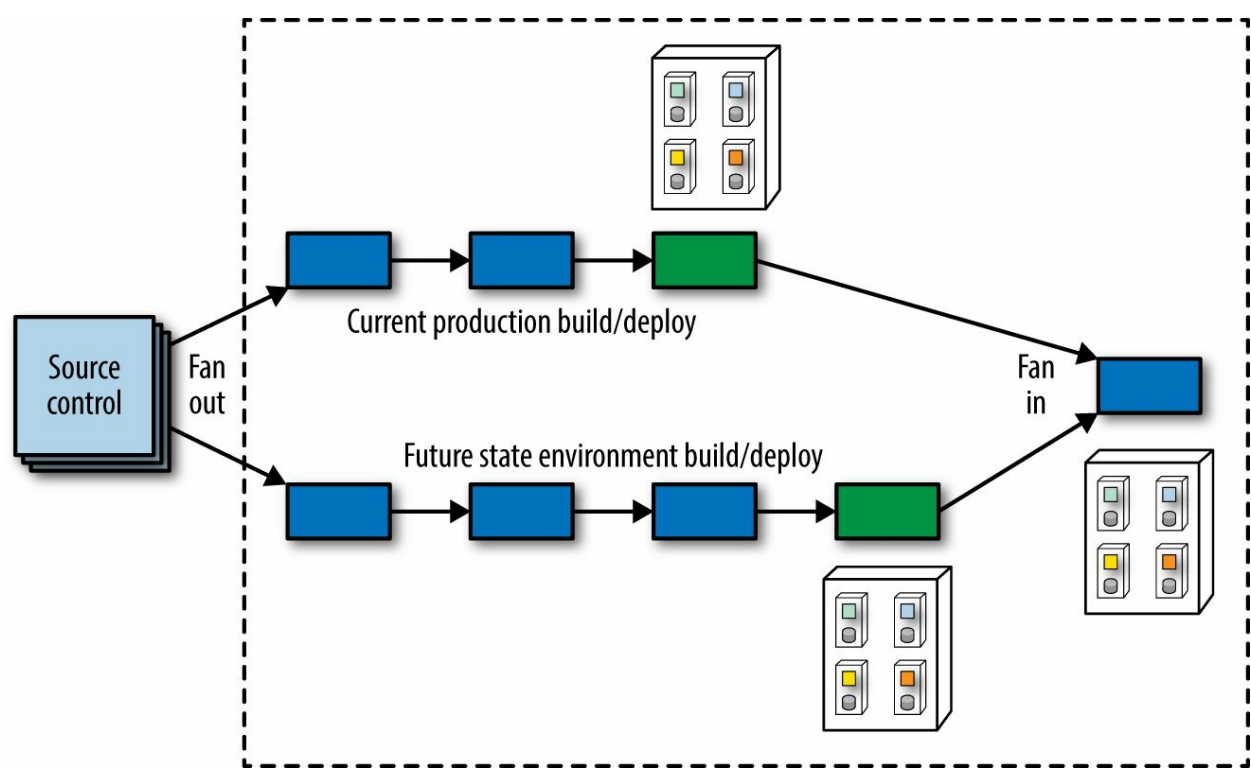 Current production build/deploy
Source
control
Fan
out
Fan
in
Future state environment build/deploy